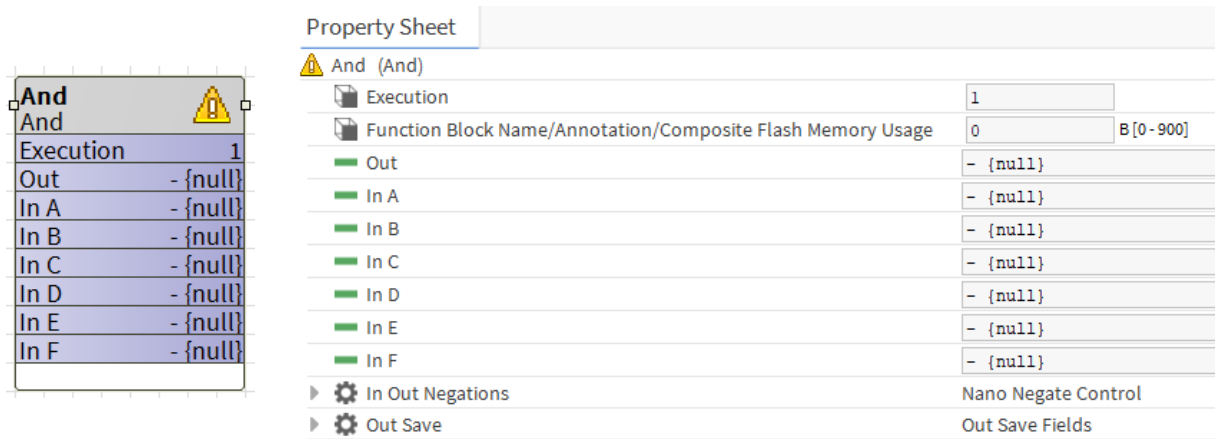 And
And
Execution 1
Out - {null}
In A - {null}
In B - {null}
In C - {null}
In D - {null}
In E - {null}
In F - {null}
Property Sheet
And (And)
Execution 1
Function Block Name/Annotation/Composite Flash Memory Usage 0 B [0 - 900]
Out - {null}
In A - {null}
In B - {null}
In C - {null}
In D - {null}
In E - {null}
In F - {null}
In Out Negations Nano Negate Control
Out Save Out Save Fields